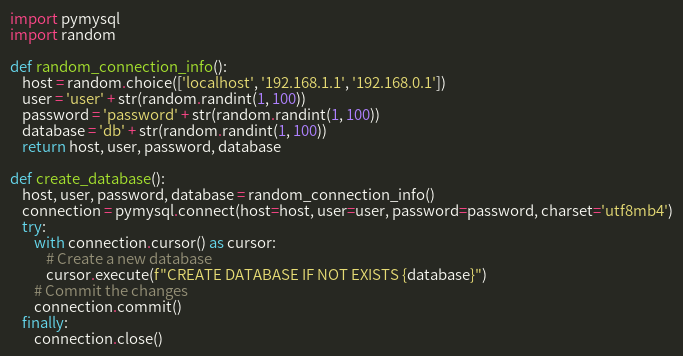 import pymysql
import random

def random_connection_info():
    host = random.choice(['localhost', '192.168.1.1', '192.168.0.1'])
    user = 'user' + str(random.randint(1, 100))
    password = 'password' + str(random.randint(1, 100))
    database = 'db' + str(random.randint(1, 100))
    return host, user, password, database

def create_database():
    host, user, password, database = random_connection_info()
    connection = pymysql.connect(host=host, user=user, password=password, charset='utf8mb4')
    try:
        with connection.cursor() as cursor:
            # Create a new database
            cursor.execute(f"CREATE DATABASE IF NOT EXISTS {database}")
        # Commit the changes
        connection.commit()
    finally:
        connection.close()